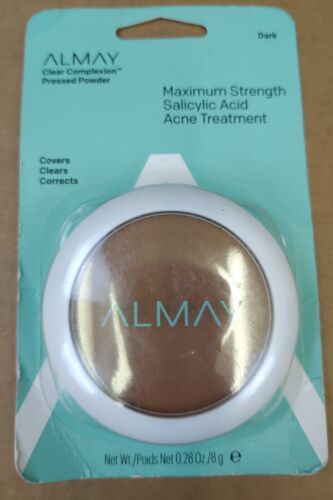 Dark
ALMAY
Clear Complexion™
Pressed Powder
Maximum Strength
Salicylic Acid
Acne Treatment
Covers
Clears
Corrects
ALMAY
Net Wt./Poids Net 0.28 Oz./8 g ℮